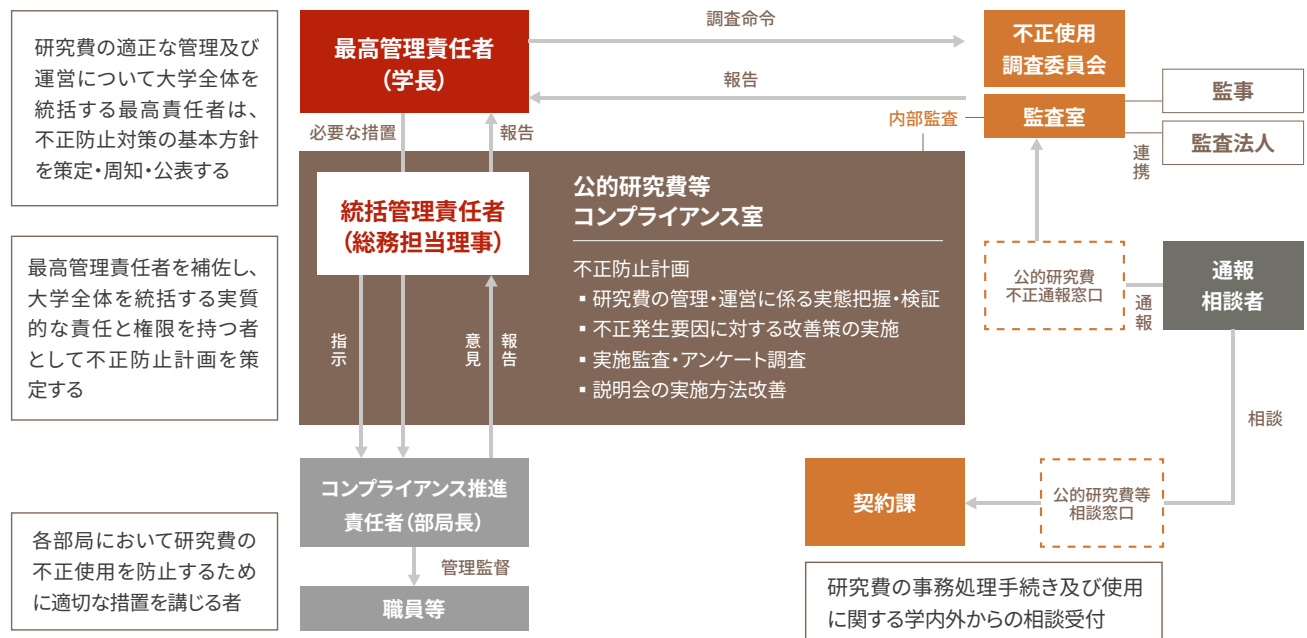 研究費の適正な管理及び
運営について大学全体を
統括する最高責任者は、
不正防止対策の基本方針
を策定・周知・公表する
最高管理責任者
（学長）
調査命令
報告
不正使用
調査委員会
監査室
内部監査
監事
監査法人
連携
必要な措置
報告
統括管理責任者
（総務担当理事）
公的研究費等
コンプライアンス室
不正防止計画
▪ 研究費の管理・運営に係る実態把握・検証
▪ 不正発生要因に対する改善策の実施
▪ 実施監査・アンケート調査
▪ 説明会の実施方法改善
最高管理責任者を補佐し、
大学全体を統括する実質
的な責任と権限を持つ者
として不正防止計画を策
定する
指示
意見
報告
公的研究費
不正通報窓口
通報
通報
相談者
相談
コンプライアンス推進
責任者（部局長）
管理監督
職員等
各部局において研究費の
不正使用を防止するため
に適切な措置を講じる者
契約課
公的研究費等
相談窓口
研究費の事務処理手続き及び使用
に関する学内外からの相談受付